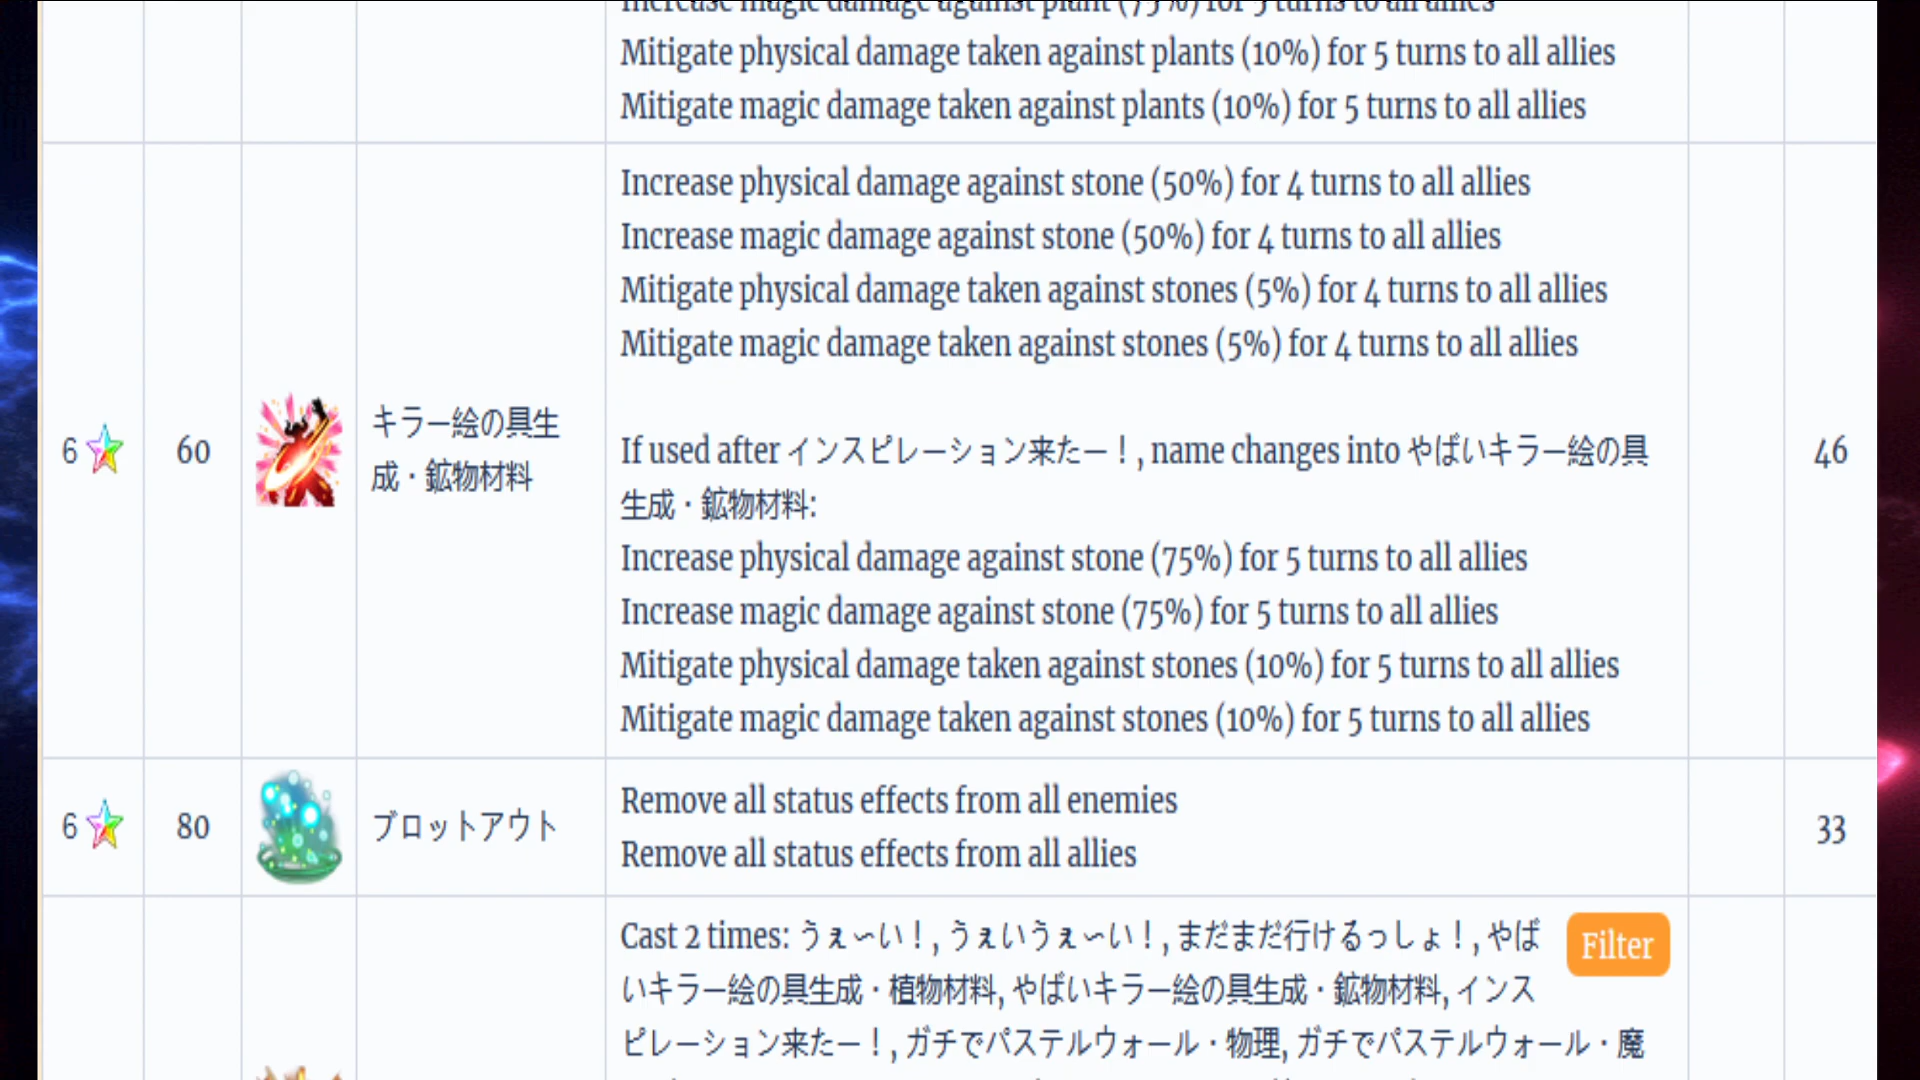 Increase magic damage against plant (75%) for 5 turns to all allies
Mitigate physical damage taken against plants (10%) for 5 turns to all allies
Mitigate magic damage taken against plants (10%) for 5 turns to all allies
6
60
キラー絵の具生
成・鉱物材料
Increase physical damage against stone (50%) for 4 turns to all allies
Increase magic damage against stone (50%) for 4 turns to all allies
Mitigate physical damage taken against stones (5%) for 4 turns to all allies
Mitigate magic damage taken against stones (5%) for 4 turns to all allies
If used after インスピレーション来たー！, name changes into やばいキラー絵の具
生成・鉱物材料:
Increase physical damage against stone (75%) for 5 turns to all allies
Increase magic damage against stone (75%) for 5 turns to all allies
Mitigate physical damage taken against stones (10%) for 5 turns to all allies
Mitigate magic damage taken against stones (10%) for 5 turns to all allies
46
6
80
ブロットアウト
Remove all status effects from all enemies
Remove all status effects from all allies
33
Cast 2 times: うぇ〜い！, うぇいうぇ〜い！, まだまだ行けるっしょ！, やば
いキラー絵の具生成・植物材料, やばいキラー絵の具生成・鉱物材料, インス
ピレーション来たー！, ガチでパステルウォール・物理, ガチでパステルウォール・魔
Filter